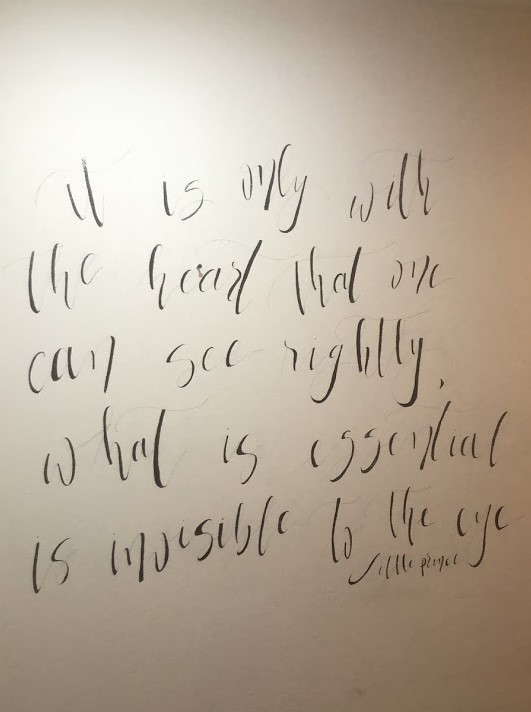 it is only with
the heart that one
can see rightly,
what is essential
is invisible to the eye
little prince